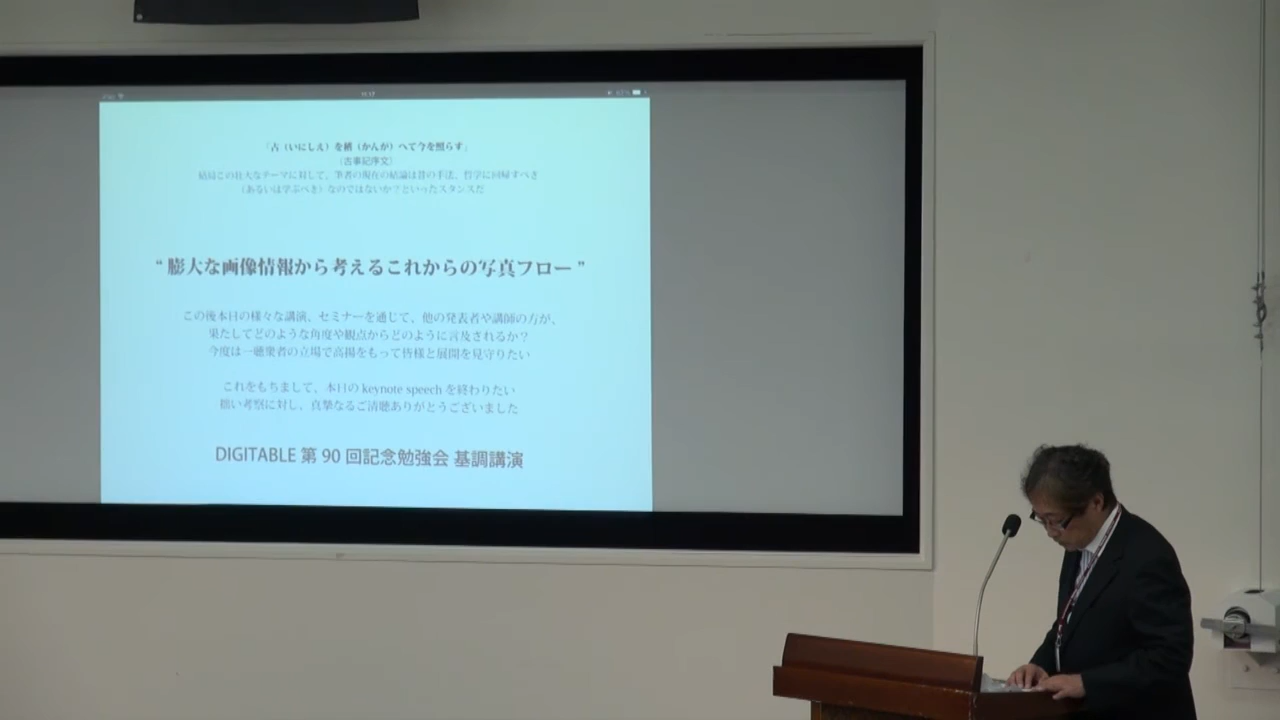 11:17
「古（いにしえ）を稽（かんが）へて今を照らす」
（古事記序文）
結局この壮大なテーマに対して、筆者の現在の結論は昔の手法、哲学に回帰すべき
（あるいは学ぶべき）なのではないか？といったスタンスだ
“ 膨大な画像情報から考えるこれからの写真フロー ”
この後本日の様々な講演、セミナーを通じて、他の発表者や講師の方が、
果たしてどのような角度や観点からどのように言及されるか？
今度は一聴衆者の立場で高揚をもって皆様と展開を見守りたい
これをもちまして、本日の keynote speech を終わりたい
拙い考察に対し、真摯なるご清聴ありがとうございました
DIGITABLE 第 90 回記念勉強会 基調講演